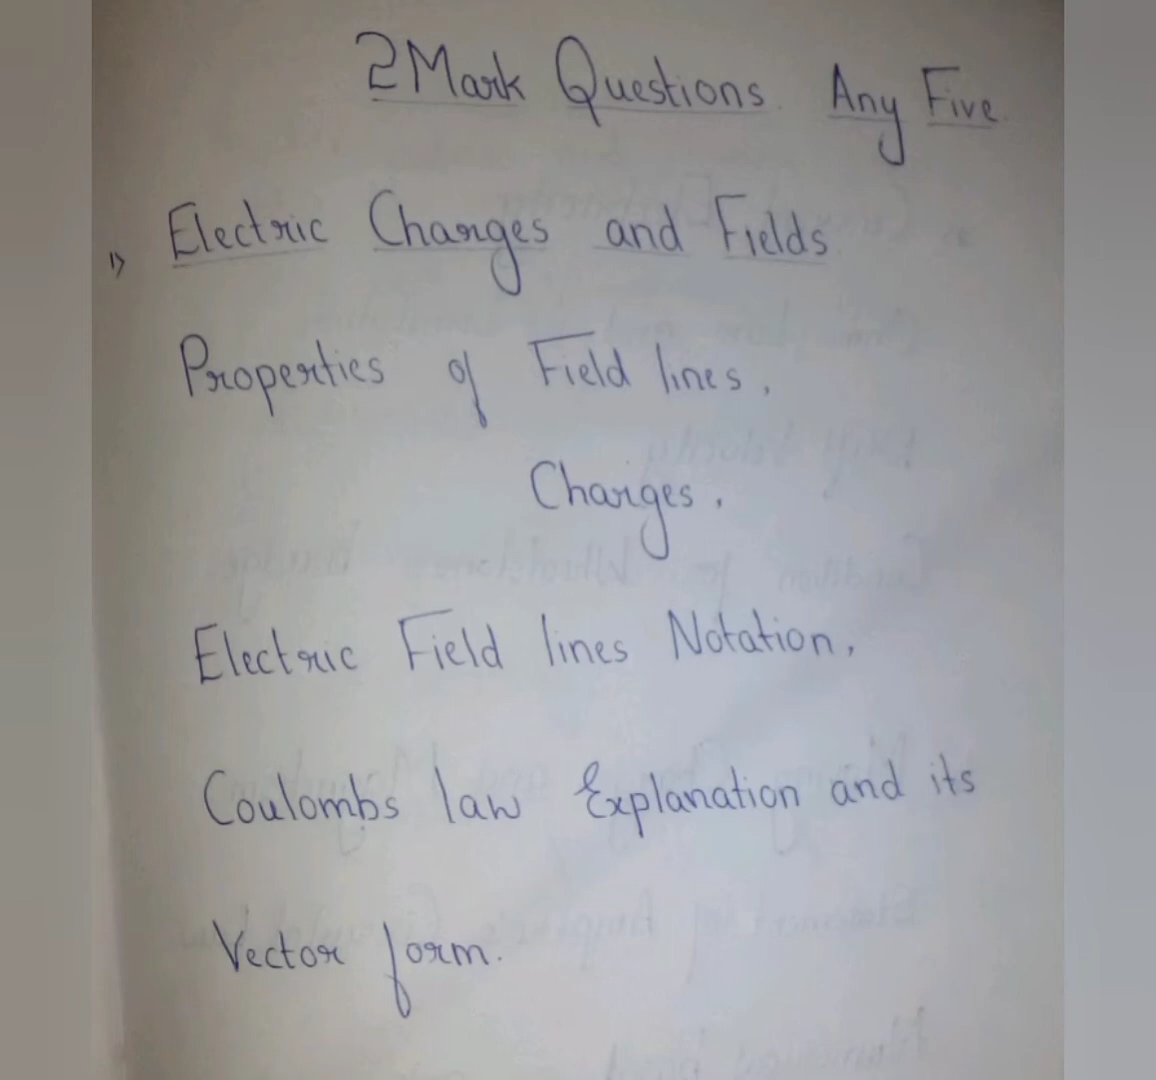 2 Mark Questions. Any Five.
1) Electric Charges and Fields
Properties of Field lines,
Charges,
Electric Field lines Notation,
Coulombs law Explanation and its
Vector form.